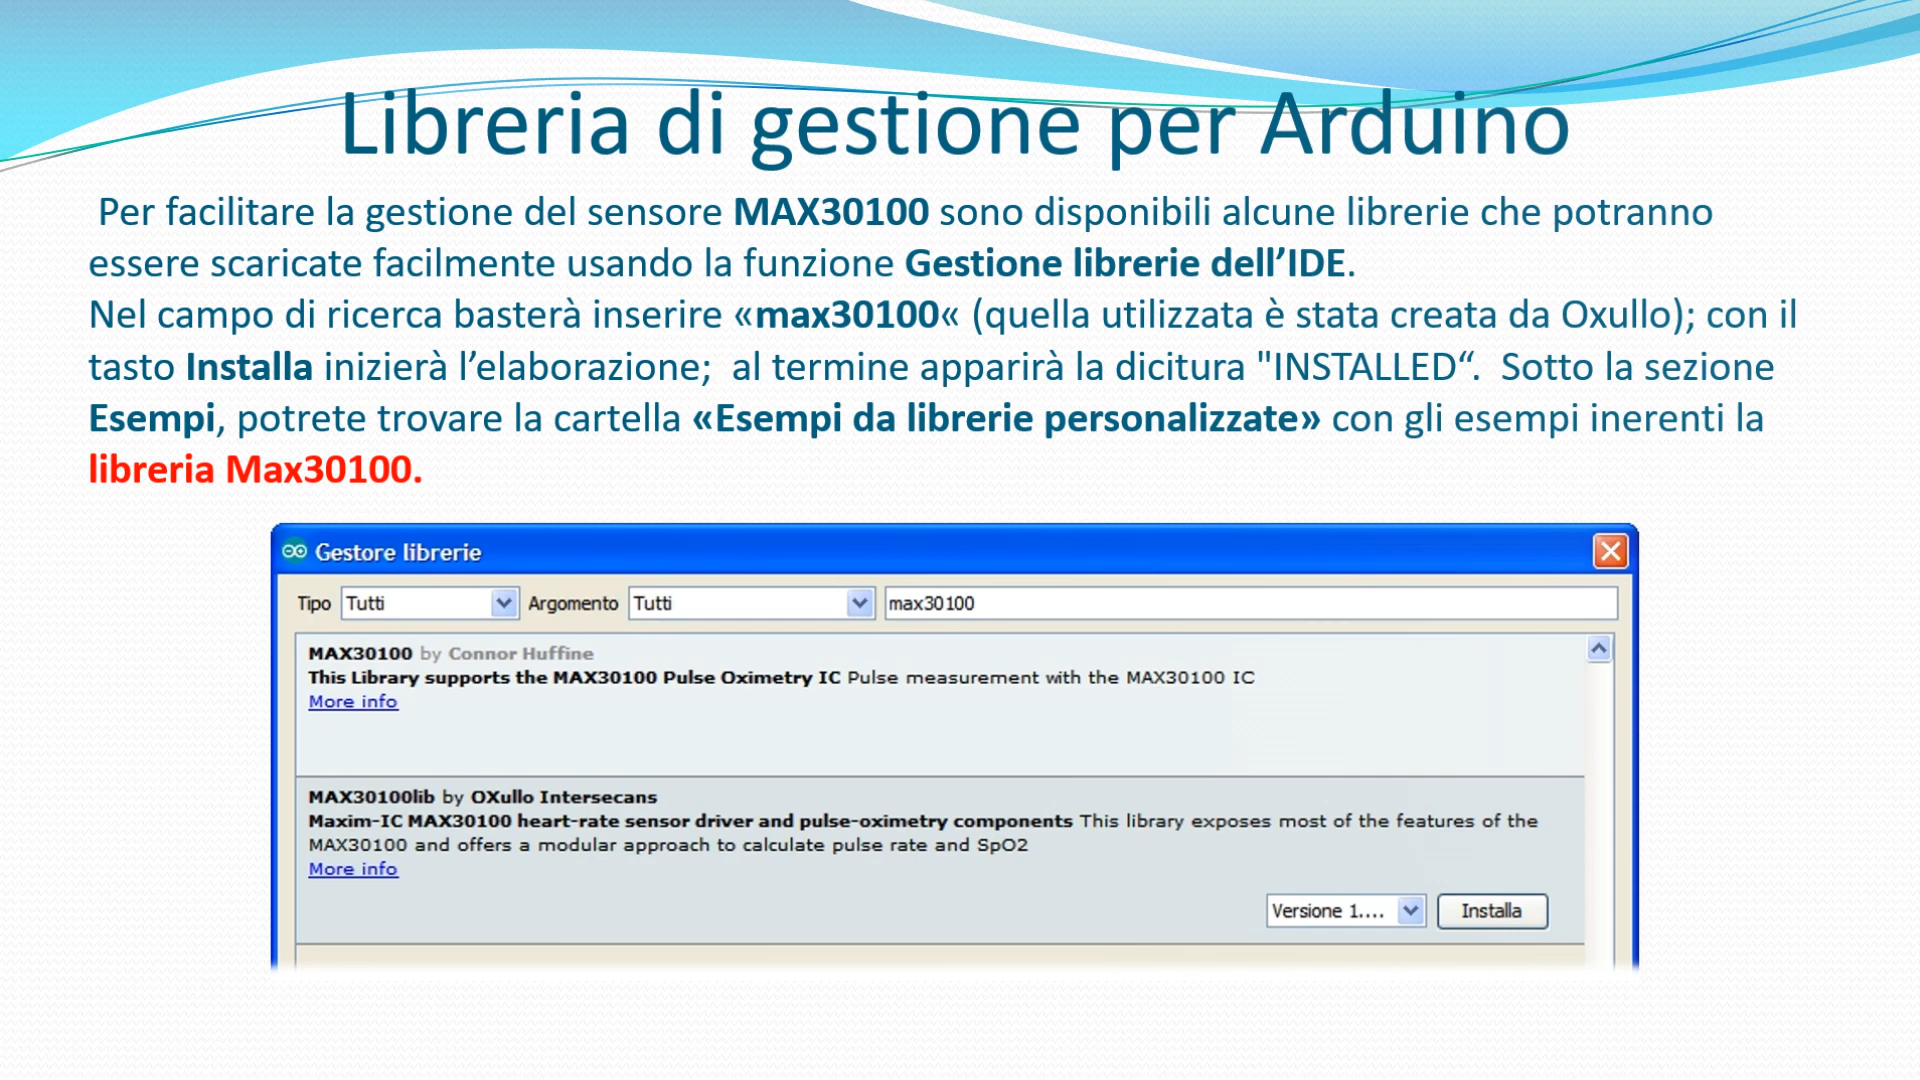 Libreria di gestione per Arduino
Per facilitare la gestione del sensore MAX30100 sono disponibili alcune librerie che potranno
essere scaricate facilmente usando la funzione Gestione librerie dell’IDE.
Nel campo di ricerca basterà inserire «max30100« (quella utilizzata è stata creata da Oxullo); con il
tasto Installa inizierà l’elaborazione;  al termine apparirà la dicitura "INSTALLED“.  Sotto la sezione
Esempi, potrete trovare la cartella «Esempi da librerie personalizzate» con gli esempi inerenti la
libreria Max30100.
Gestore librerie
Tipo Tutti Argomento Tutti max30100
MAX30100 by Connor Huffine
This Library supports the MAX30100 Pulse Oximetry IC Pulse measurement with the MAX30100 IC
More info
MAX30100lib by OXullo Intersecans
Maxim-IC MAX30100 heart-rate sensor driver and pulse-oximetry components This library exposes most of the features of the
MAX30100 and offers a modular approach to calculate pulse rate and SpO2
More info
Versione 1.... Installa